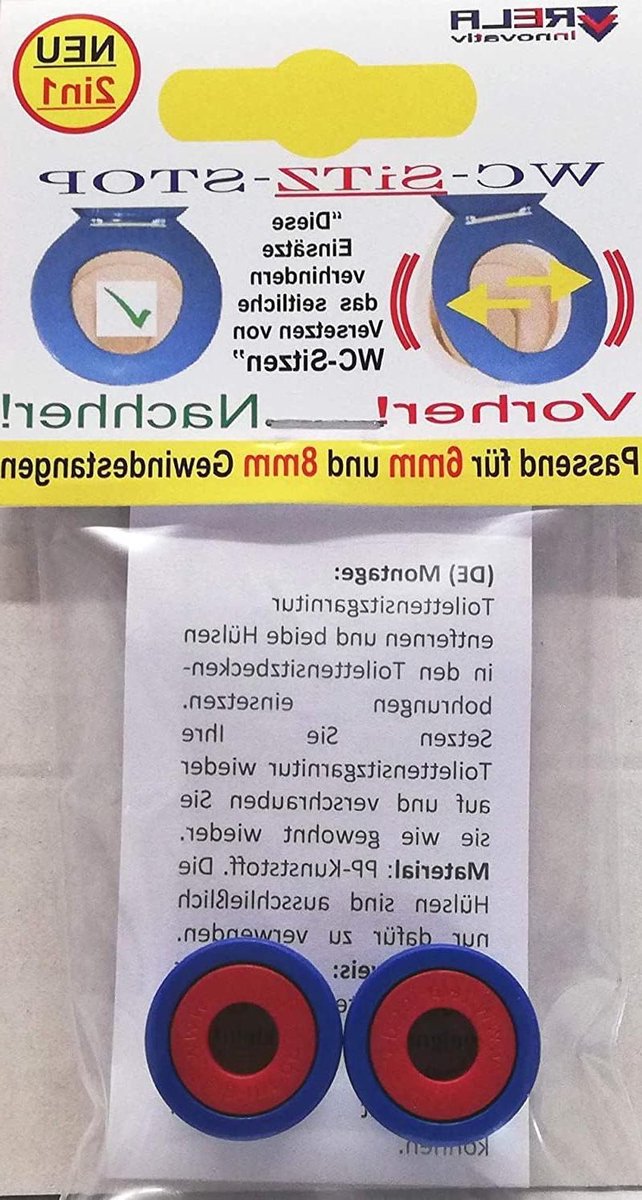 RELA
innovativ
NEU
2in1
WC-SiTZ-STOP
"Diese
Einsätze
verhindern
das seitliche
Versetzen von
WC-Sitzen"
Vorher! Nachher!
Passend für 6mm und 8mm Gewindestangen
(DE) Montage:
Toilettensitzgarnitur
entfernen und beide Hülsen
in den Toilettensitzbecken-
bohrungen einsetzen.
Setzen Sie Ihre
Toilettensitzgarnitur wieder
auf und verschrauben Sie
sie wie gewohnt wieder.
Material: PP-Kunststoff. Die
Hülsen sind ausschließlich
nur dafür zu verwenden.